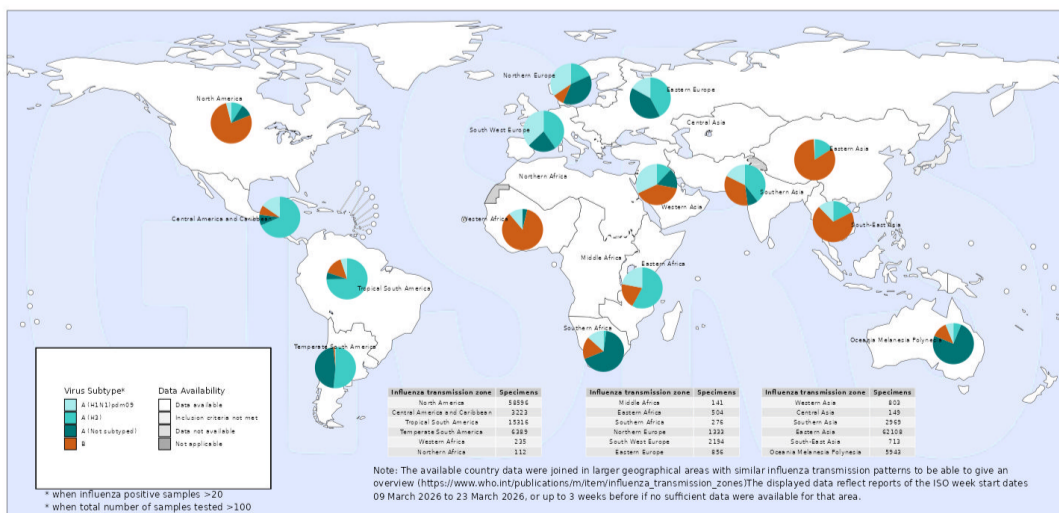 Northern Europe
Eastern Europe
North America
Central Asia
South West Europe
Eastern Asia
Northern Africa
Southern Asia
Western Asia
Central America and Caribbean
Western Africa
South-East Asia
Middle Africa
Eastern Africa
Tropical South America
Southern Africa
Oceania Melanesia Polynesia
Temperate South America
Virus Subtype* Data Availability
A (H1N1)pdm09 Data available
A (H3) Inclusion criteria not met
A (Not subtyped) Data not available
B Not applicable
* when influenza positive samples >20
* when total number of samples tested >100
Influenza transmission zone Specimens
North America 58956
Central America and Caribbean 3223
Tropical South America 15316
Temperate South America 6389
Western Africa 235
Northern Africa 112
Influenza transmission zone Specimens
Middle Africa 141
Eastern Africa 504
Southern Africa 276
Northern Europe 1333
South West Europe 2194
Eastern Europe 896
Influenza transmission zone Specimens
Western Asia 803
Central Asia 149
Southern Asia 2969
Eastern Asia 62108
South-East Asia 713
Oceania Melanesia Polynesia 5943
Note: The available country data were joined in larger geographical areas with similar influenza transmission patterns to be able to give an
overview (https://www.who.int/publications/m/item/influenza_transmission_zones)The displayed data reflect reports of the ISO week start dates
09 March 2026 to 23 March 2026, or up to 3 weeks before if no sufficient data were available for that area.